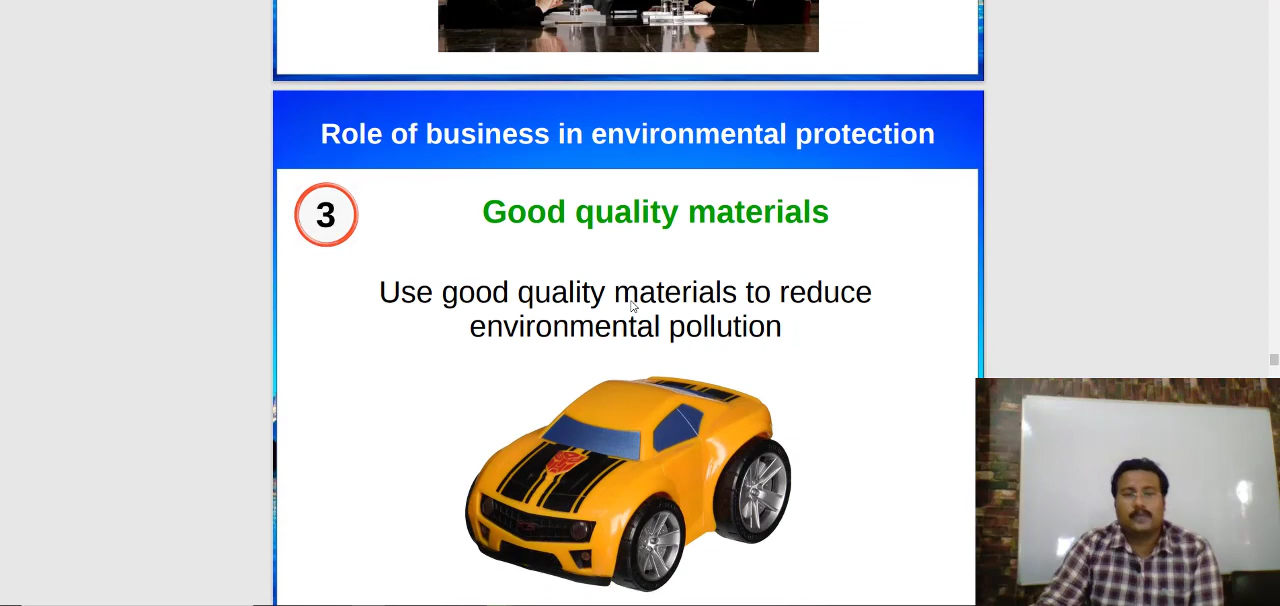 Role of business in environmental protection
3
Good quality materials
Use good quality materials to reduce
environmental pollution